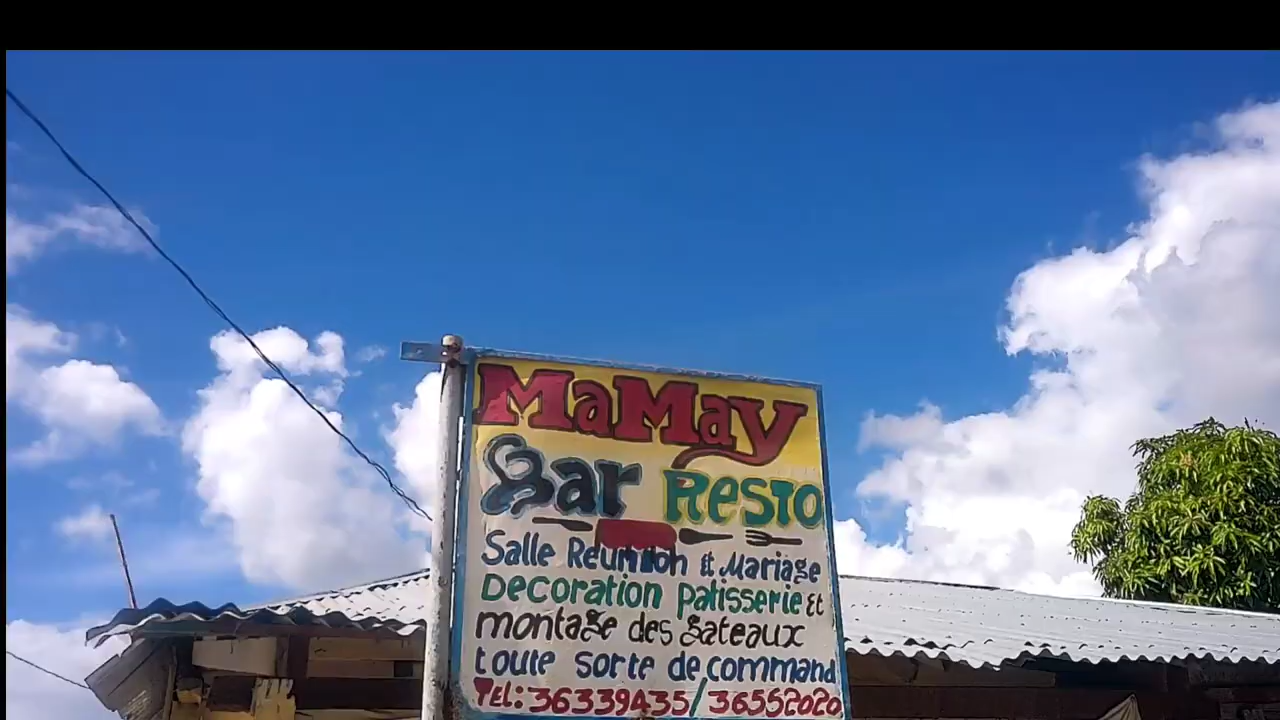 MaMay
Bar Resto
Salle Reunion & Mariage
Decoration patisserie Et
montage des gateaux
toute sorte de command
Tel: 36339435/36552020